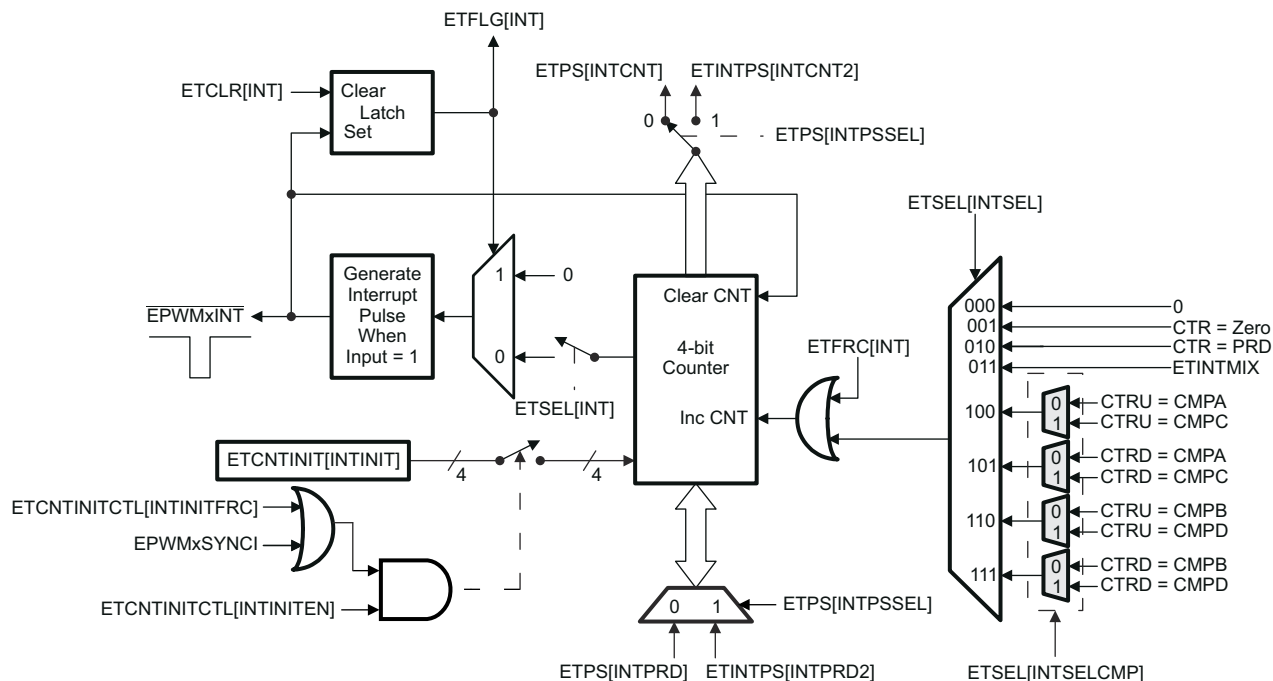 ETFLG[INT]
ETCLR[INT]
Clear
Latch
Set
ETPS[INTCNT]
ETINTPS[INTCNT2]
0
1
ETPS[INTPSSEL]
ETSEL[INTSEL]
Generate
Interrupt
Pulse
When
Input = 1
EPWMxINT
1
0
0
ETSEL[INT]
Clear CNT
4-bit
Counter
Inc CNT
ETFRC[INT]
000
001
010
011
100
101
110
111
0
CTR = Zero
CTR = PRD
ETINTMIX
0
1
CTRU = CMPA
CTRU = CMPC
0
1
CTRD = CMPA
CTRD = CMPC
0
1
CTRU = CMPB
CTRU = CMPD
0
1
CTRD = CMPB
CTRD = CMPD
ETSEL[INTSELCMP]
ETCNTINIT[INTINIT]
4
4
ETCNTINITCTL[INTINITFRC]
EPWMxSYNCI
ETCNTINITCTL[INTINITEN]
0
1
ETPS[INTPSSEL]
ETPS[INTPRD]
ETINTPS[INTPRD2]